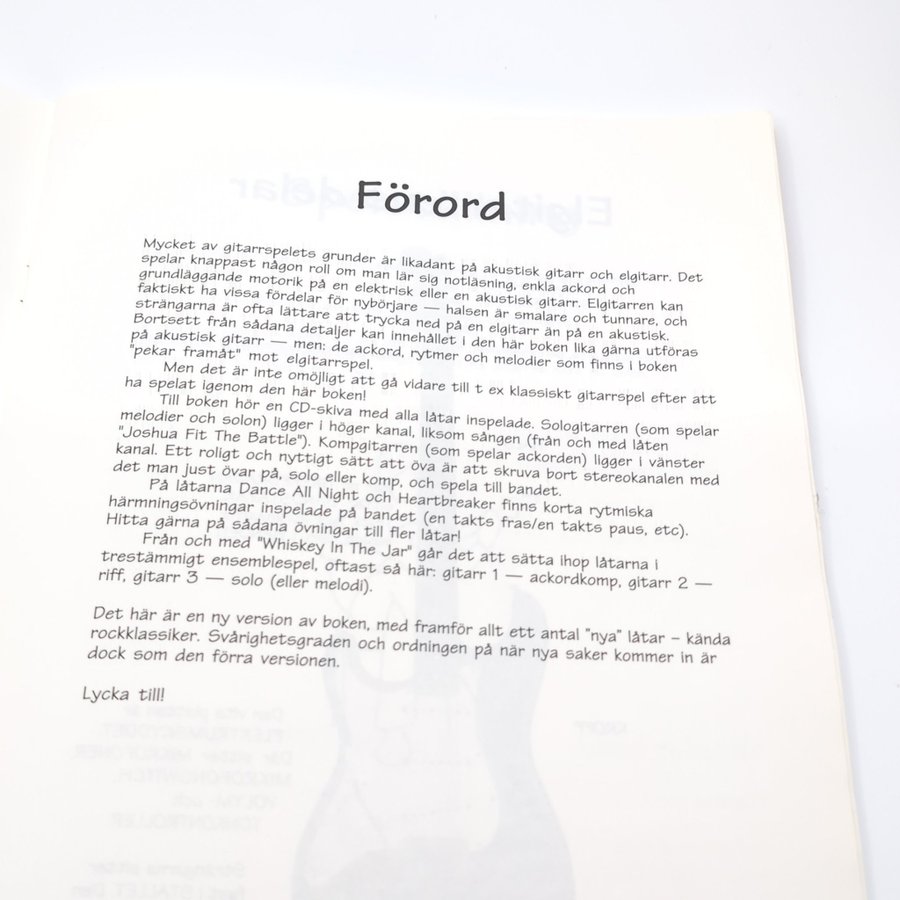 Förord
Mycket av gitarrspelets grunder är likadant på akustisk gitarr och elgitarr. Det
spelar knappast någon roll om man lär sig notläsning, enkla ackord och
grundläggande motorik på en elektrisk eller en akustisk gitarr. Elgitarren kan
faktiskt ha vissa fördelar för nybörjare — halsen är smalare och tunnare, och
strängarna är ofta lättare att trycka ned på en elgitarr än på en akustisk.
Bortsett från sådana detaljer kan innehållet i den här boken lika gärna utföras
på akustisk gitarr — men: de ackord, rytmer och melodier som finns i boken
"pekar framåt" mot elgitarrspel.
Men det är inte omöjligt att gå vidare till t ex klassiskt gitarrspel efter att
ha spelat igenom den här boken!
Till boken hör en CD-skiva med alla låtar inspelade. Sologitarren (som spelar
melodier och solon) ligger i höger kanal, liksom sången (från och med låten
"Joshua Fit The Battle"). Kompgitarren (som spelar ackorden) ligger i vänster
kanal. Ett roligt och nyttigt sätt att öva är att skruva bort stereokanalen med
det man just övar på, solo eller komp, och spela till bandet.
På låtarna Dance All Night och Heartbreaker finns korta rytmiska
härmningsövningar inspelade på bandet (en takts fras/en takts paus, etc).
Hitta gärna på sådana övningar till fler låtar!
Från och med "Whiskey In The Jar" går det att sätta ihop låtarna i
trestämmigt ensemblespel, oftast så här: gitarr 1 — ackordkomp, gitarr 2 —
riff, gitarr 3 — solo (eller melodi).
Det här är en ny version av boken, med framför allt ett antal "nya" låtar – kända
rockklassiker. Svårighetsgraden och ordningen på när nya saker kommer in är
dock som den förra versionen.
Lycka till!